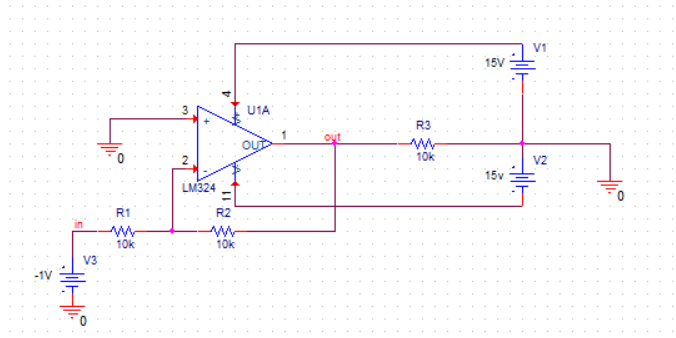 V1
15V
4
U1A
3
+
V+
OUT
1
out
R3
10k
0
2
-
V-
LM324
11
V2
15v
0
in
R1
10k
R2
10k
V3
-1V
0